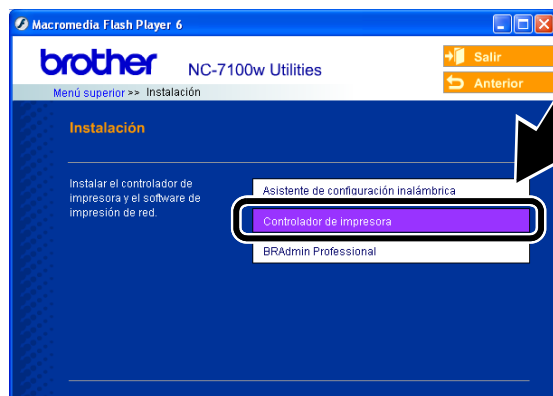 Macromedia Flash Player 6
brother NC-7100w Utilities
Salir
Anterior
Menú superior >> Instalación
Instalación
Instalar el controlador de
impresora y el software de
impresión de red.
Asistente de configuración inalámbrica
Controlador de impresora
BRAdmin Professional